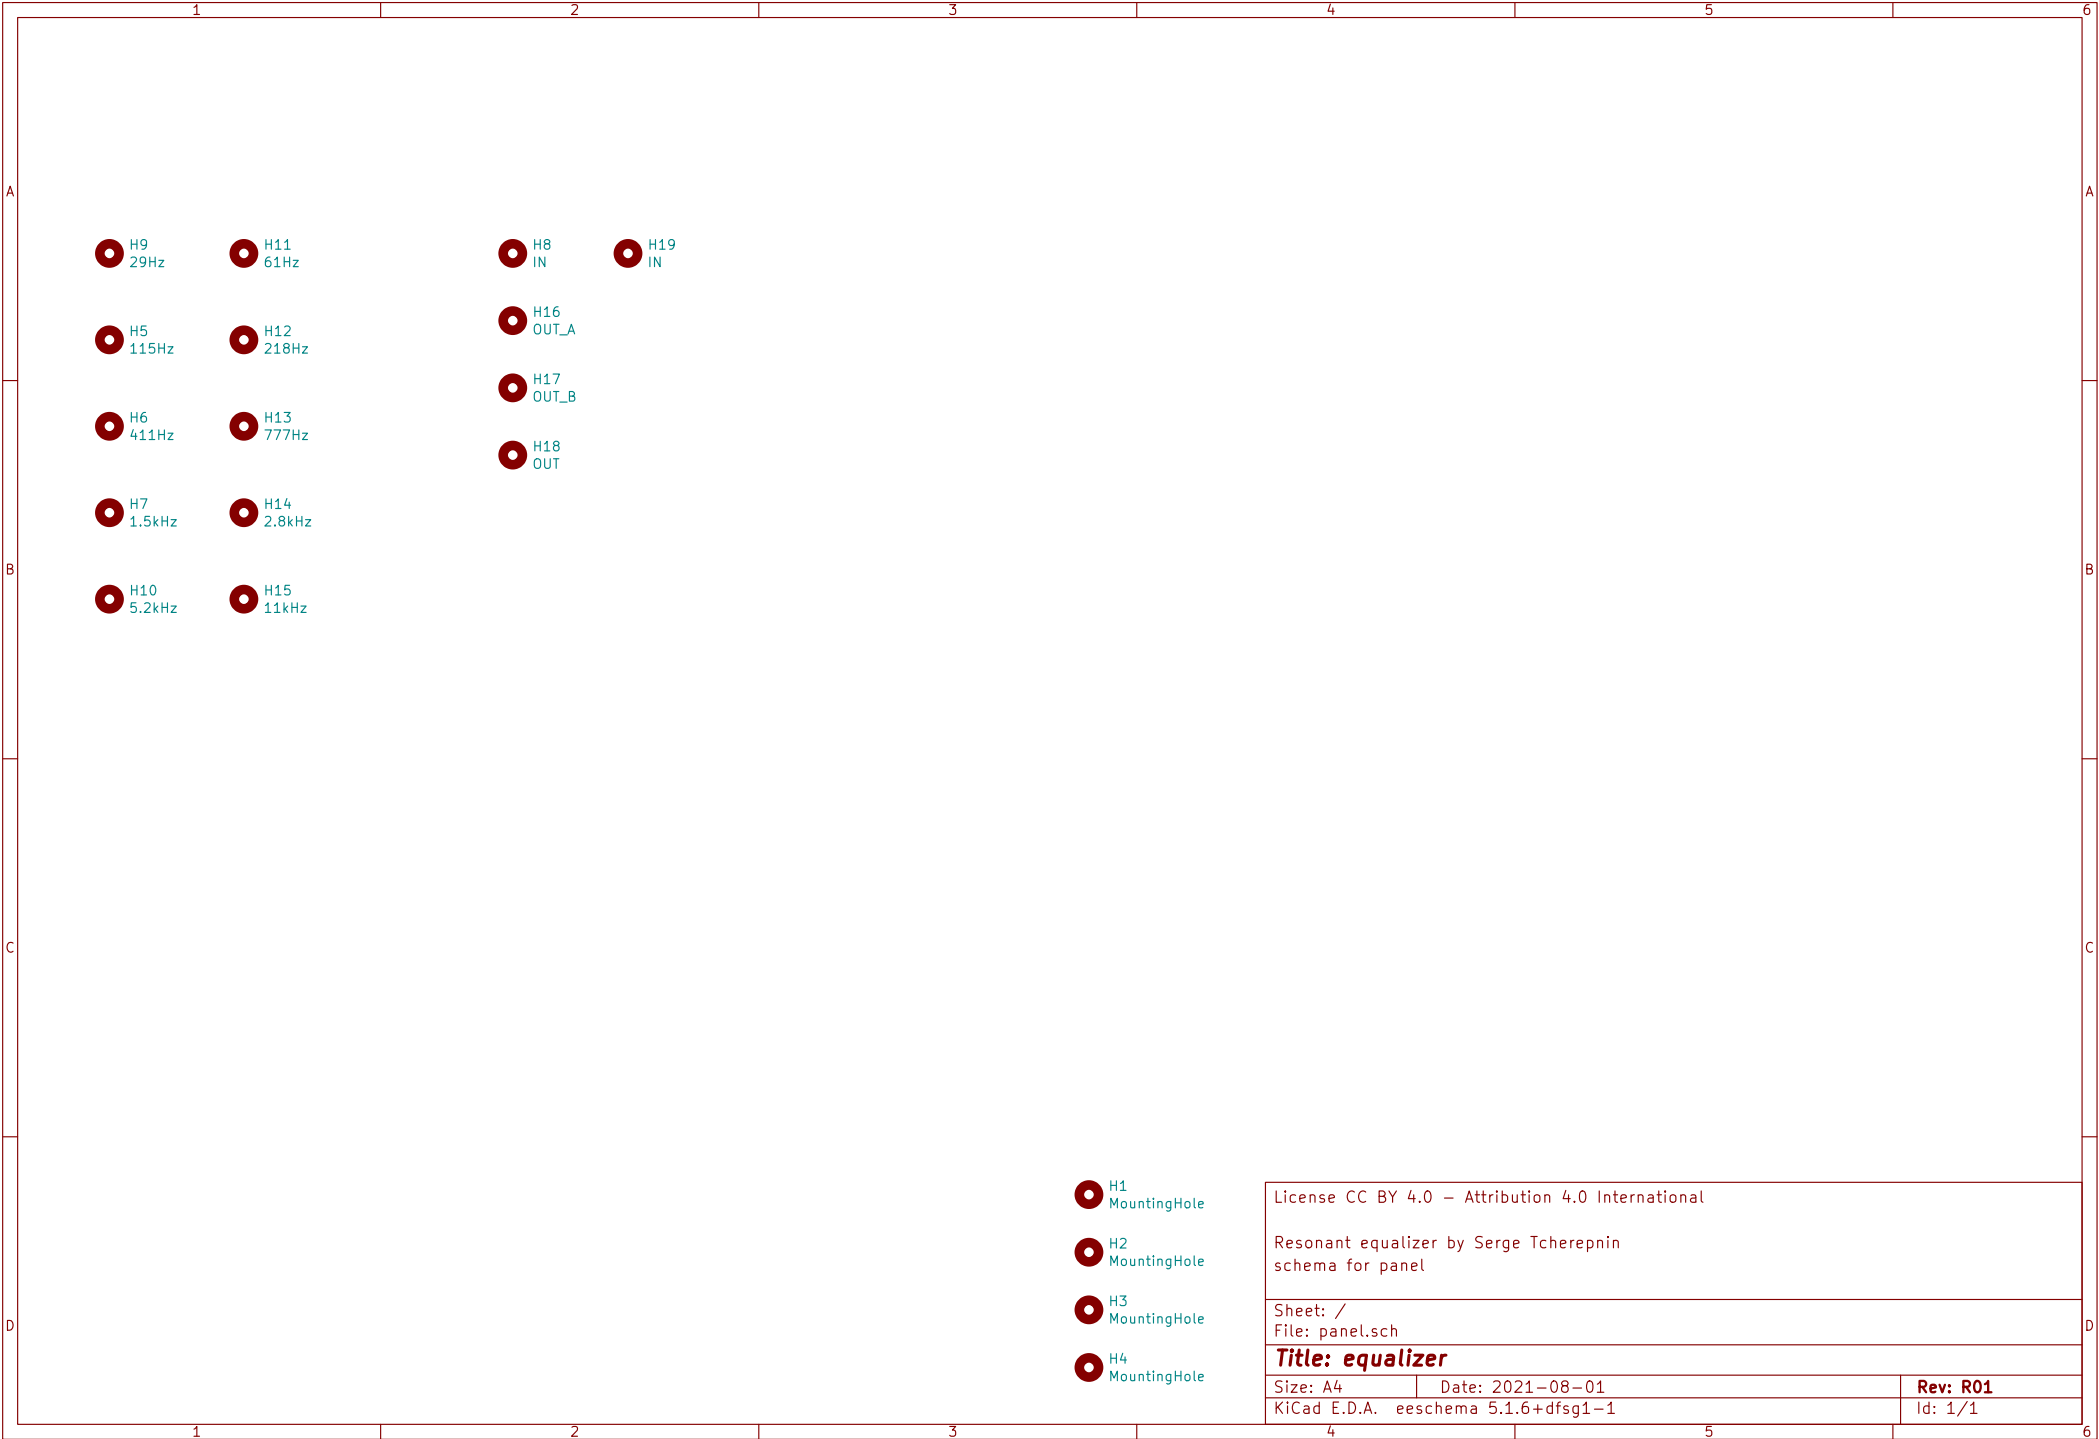 1 2 3 4 5 6
A A
H9
29Hz
H11
61Hz
H8
IN
H19
IN
H16
OUT_A
H5
115Hz
H12
218Hz
H17
OUT_B
H6
411Hz
H13
777Hz
H18
OUT
H7
1.5kHz
H14
2.8kHz
B B
H10
5.2kHz
H15
11kHz
C C
H1
MountingHole
H2
MountingHole
H3
MountingHole
H4
MountingHole
License CC BY 4.0 - Attribution 4.0 International
Resonant equalizer by Serge Tcherepnin
schema for panel
Sheet: /
File: panel.sch
D D
Title: equalizer
Size: A4 Date: 2021-08-01 Rev: R01
KiCad E.D.A. eeschema 5.1.6+dfsg1-1 Id: 1/1
1 2 3 4 5 6